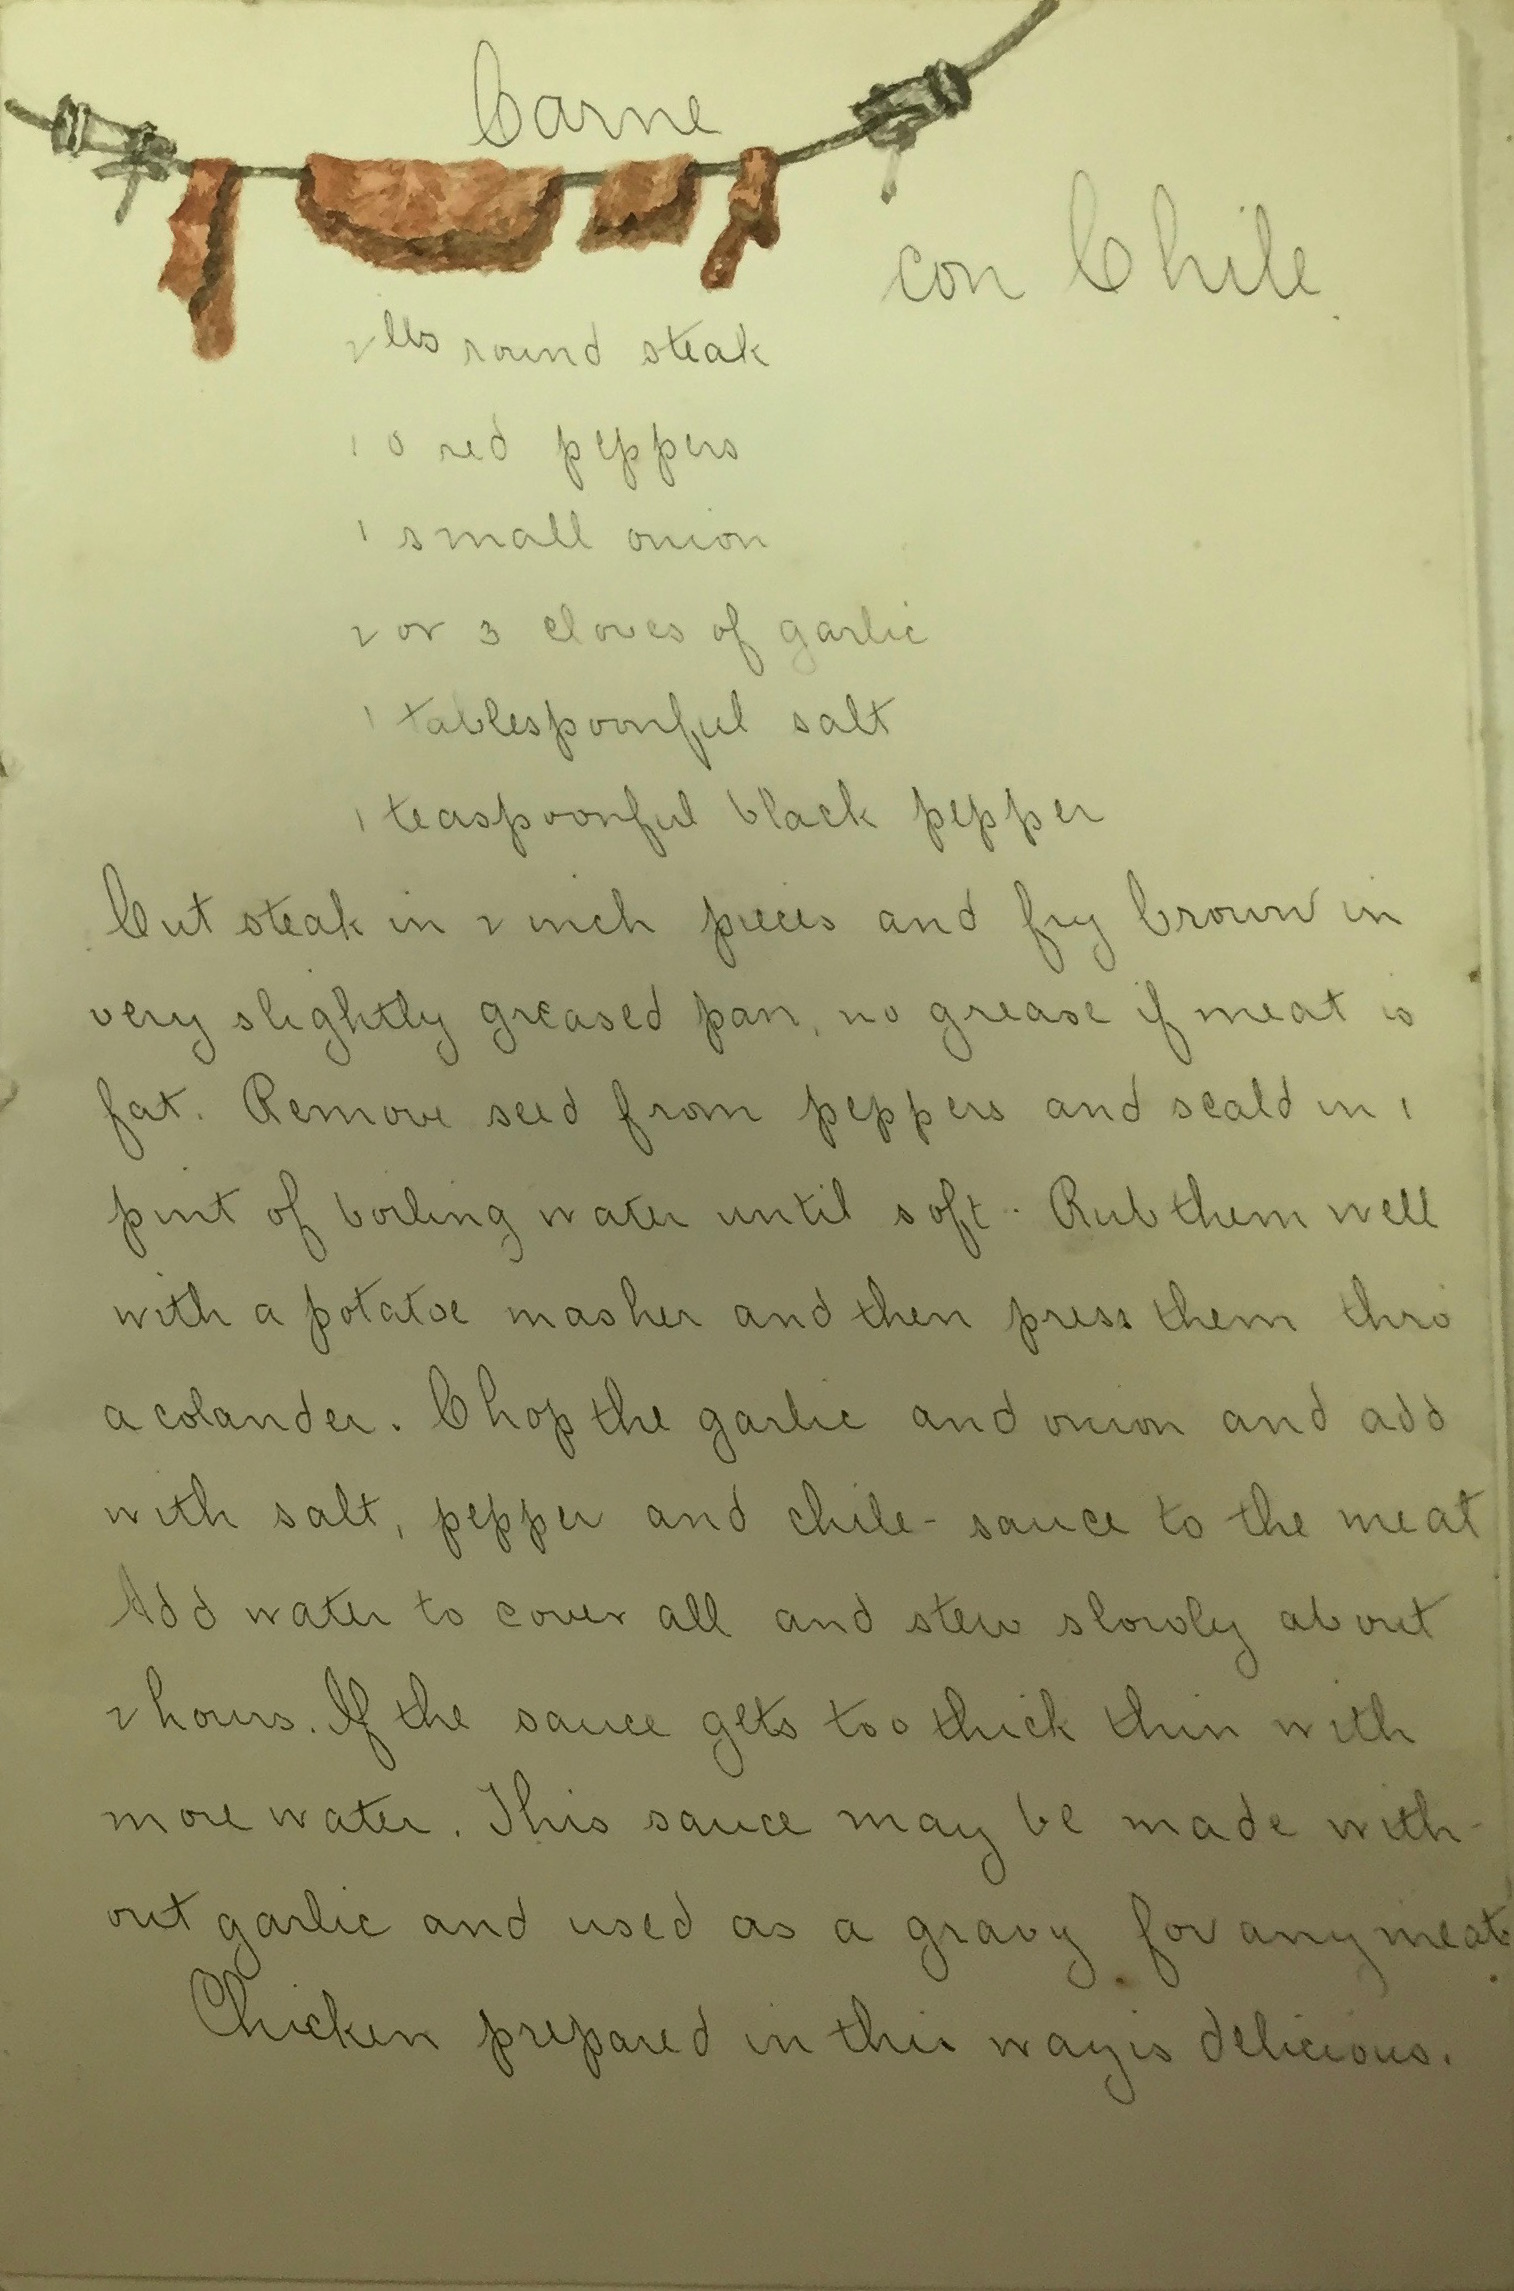 Carne
con Chile.
2 lbs round steak
10 red peppers
1 small onion
2 or 3 cloves of garlic
1 tablespoonful salt
1 teaspoonful black pepper
Cut steak in 2 inch pieces and fry brown in
very slightly greased pan, no grease if meat is
fat. Remove seed from peppers and scald in 1
pint of boiling water until soft. Rub them well
with a potatoe masher and then press them thro
a colander. Chop the garlic and onion and add
with salt, pepper and chile-sauce to the meat
Add water to cover all and stew slowly about
2 hours. If the sauce gets too thick thin with
more water. This sauce may be made with-
out garlic and used as a gravy for any meat.
Chicken prepared in this way is delicious.